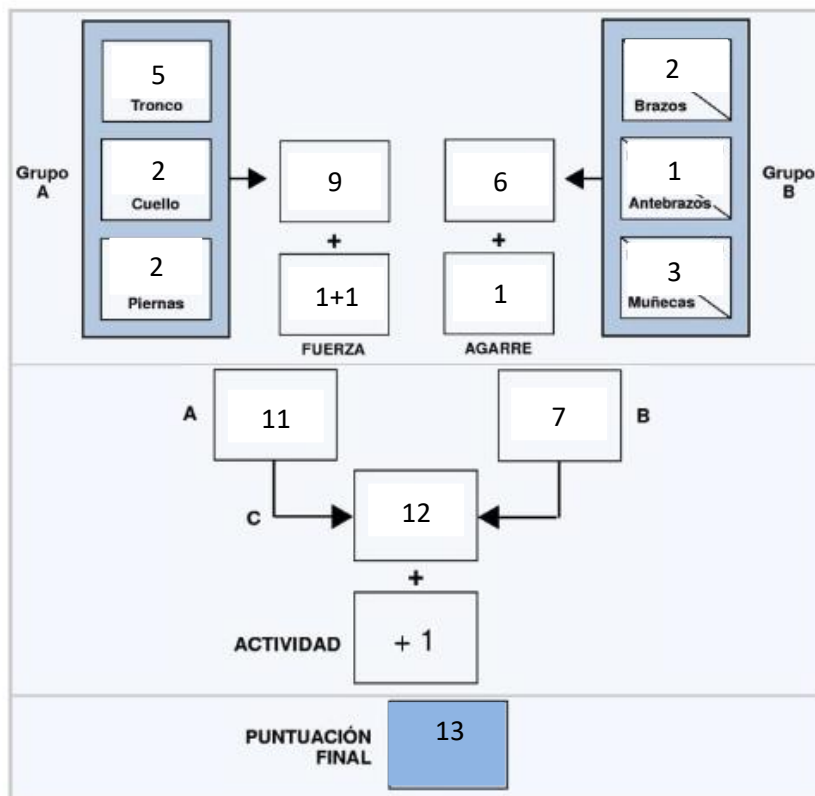 5
Tronco
2
Cuello
2
Piernas
Grupo
A
9
+
1+1
FUERZA
6
+
1
AGARRE
2
Brazos
1
Antebrazos
3
Muñecas
Grupo
B
A
11
7
B
C
12
+
ACTIVIDAD
+ 1
PUNTUACIÓN
FINAL
13